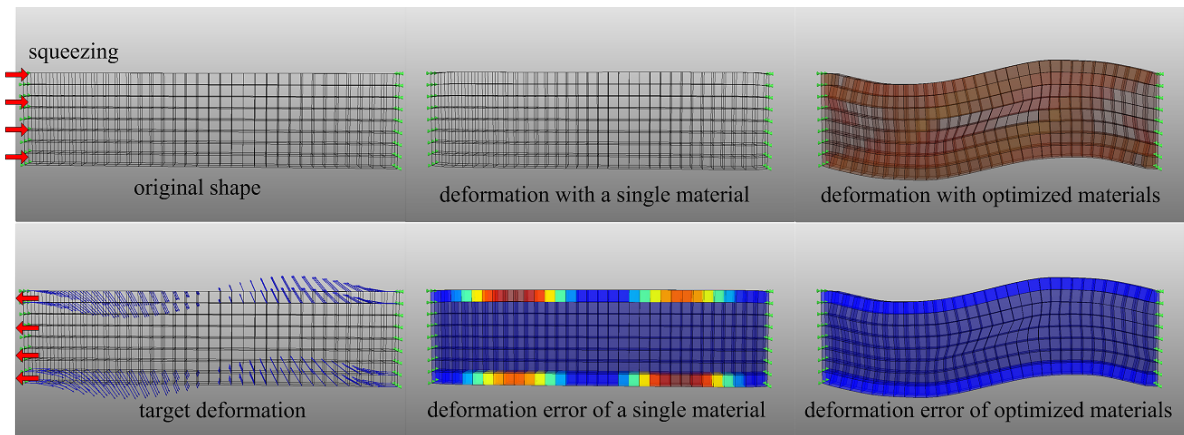 squeezing
original shape
deformation with a single material
deformation with optimized materials
target deformation
deformation error of a single material
deformation error of optimized materials